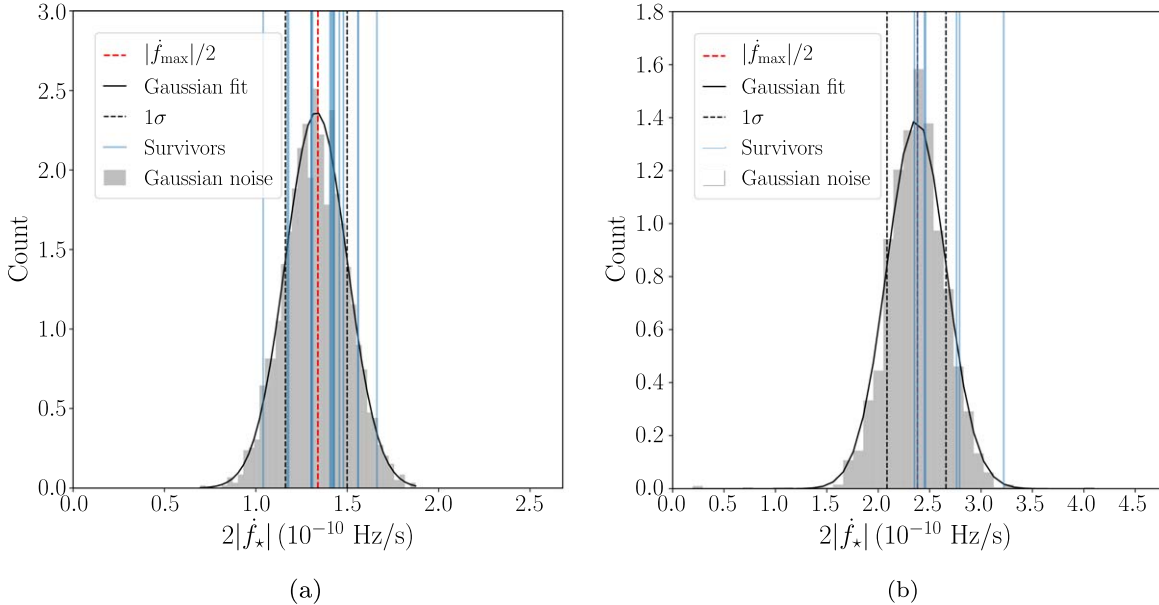 3.0
2.5
2.0
1.5
1.0
0.5
0.0
Count
|ḟ_max|/2
Gaussian fit
1σ
Survivors
Gaussian noise
0.0 0.5 1.0 1.5 2.0 2.5
2|ḟ⋆| (10⁻¹⁰ Hz/s)
(a)
1.8
1.6
1.4
1.2
1.0
0.8
0.6
0.4
0.2
0.0
Count
|ḟ_max|/2
Gaussian fit
1σ
Survivors
Gaussian noise
0.0 0.5 1.0 1.5 2.0 2.5 3.0 3.5 4.0 4.5
2|ḟ⋆| (10⁻¹⁰ Hz/s)
(b)